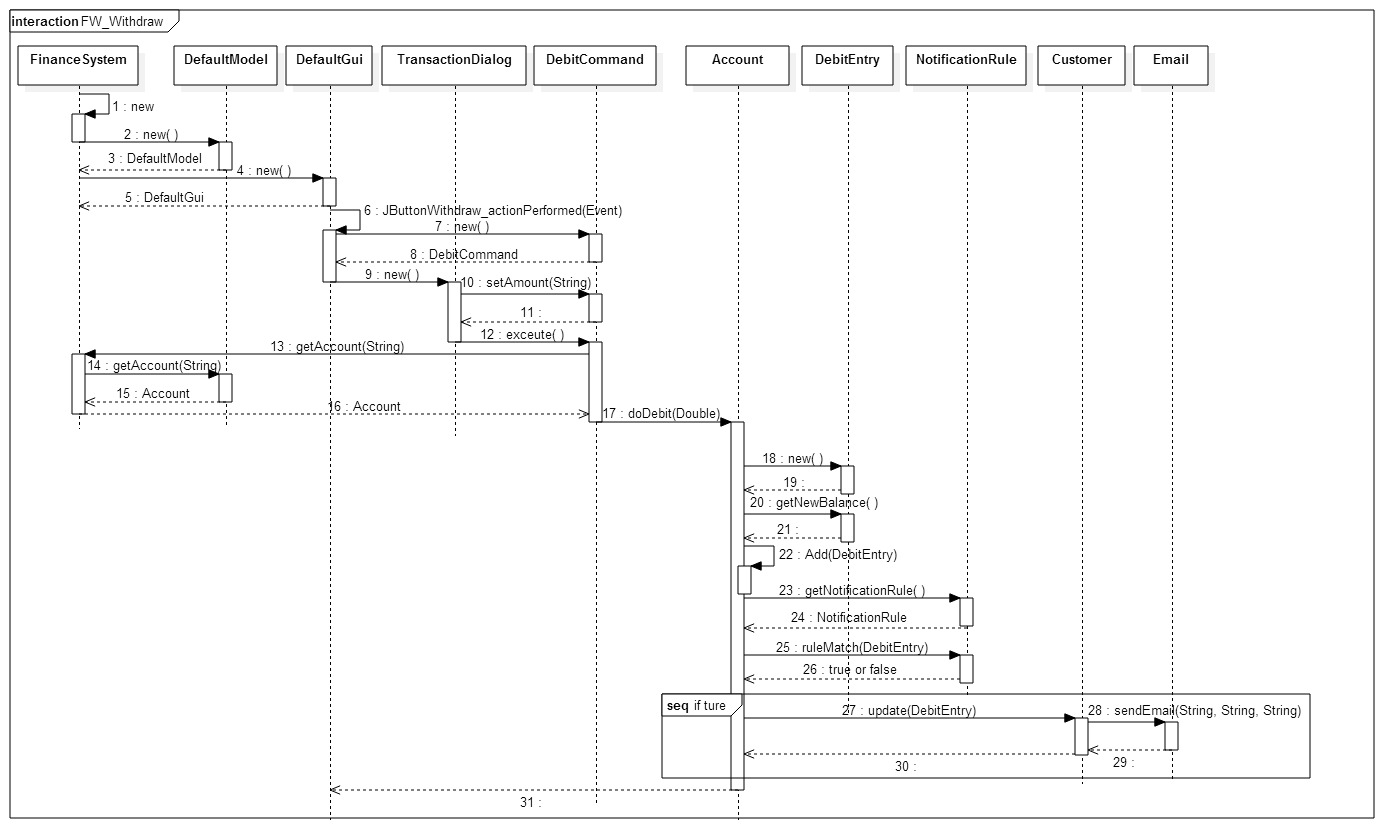 interaction FW_Withdraw
FinanceSystem
DefaultModel
DefaultGui
TransactionDialog
DebitCommand
Account
DebitEntry
NotificationRule
Customer
Email
1 : new
2 : new( )
3 : DefaultModel
4 : new( )
5 : DefaultGui
6 : JButtonWithdraw_actionPerformed(Event)
7 : new( )
8 : DebitCommand
9 : new( )
10 : setAmount(String)
11 :
12 : exceute( )
13 : getAccount(String)
14 : getAccount(String)
15 : Account
16 : Account
17 : doDebit(Double)
18 : new( )
19 :
20 : getNewBalance( )
21 :
22 : Add(DebitEntry)
23 : getNotificationRule( )
24 : NotificationRule
25 : ruleMatch(DebitEntry)
26 : true or false
seq if ture
27 : update(DebitEntry)
28 : sendEmail(String, String, String)
29 :
30 :
31 :